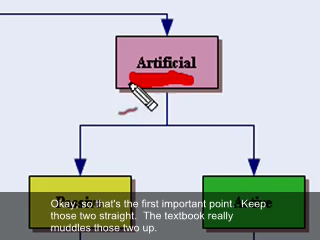 Artificial
Okay, so that's the first important point. Keep
those two straight. The textbook really
muddles those two up.